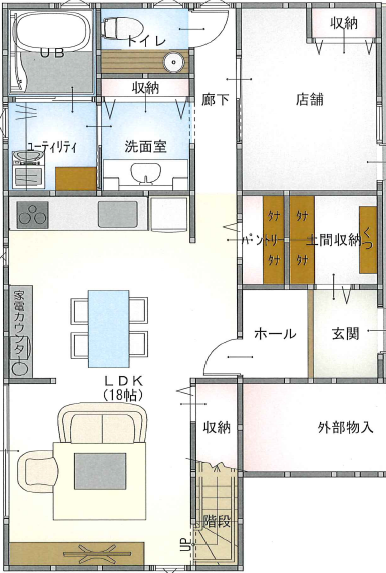 UB
トイレ
収納
収納
廊下
店舗
ユーティリティ
洗面室
タナ
タナ
パントリー
土間収納
くつ
タナ
タナ
家電カウンター
ホール
玄関
LDK
(18帖)
収納
外部物入
階段
UP